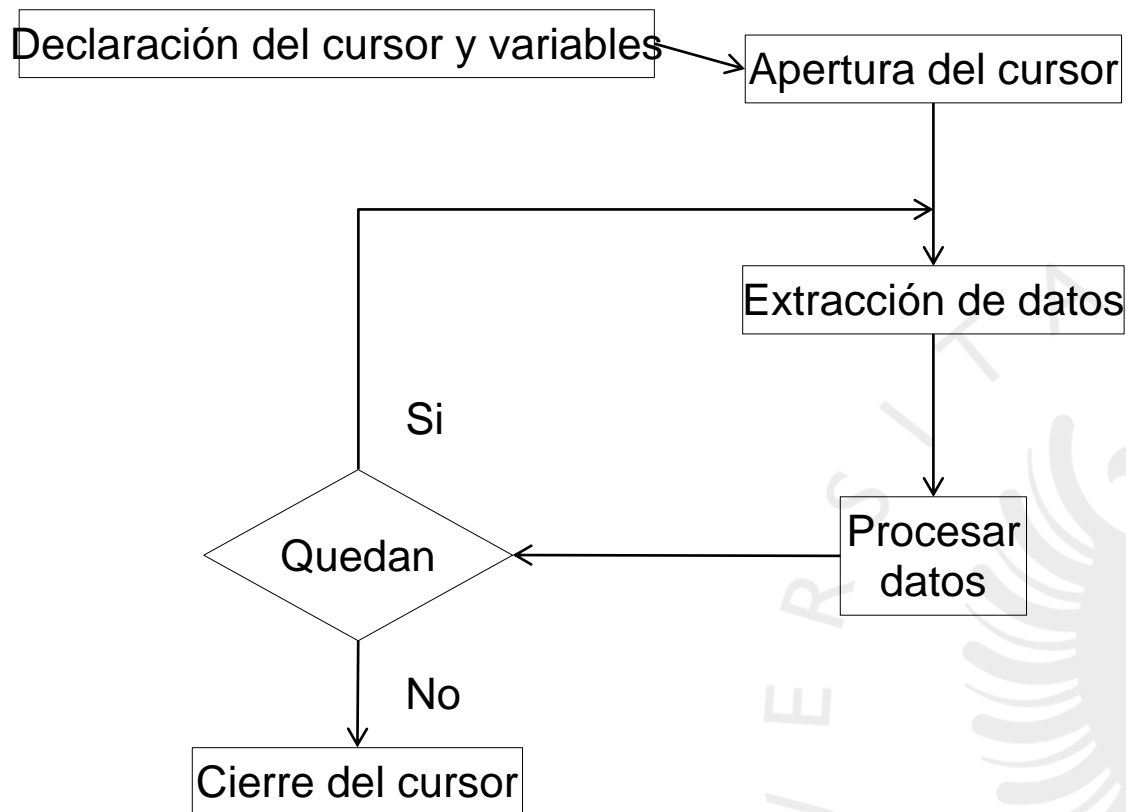 Declaración del cursor y variables
Apertura del cursor
Extracción de datos
Si
Procesar
datos
Quedan
No
Cierre del cursor
V E R S I T A